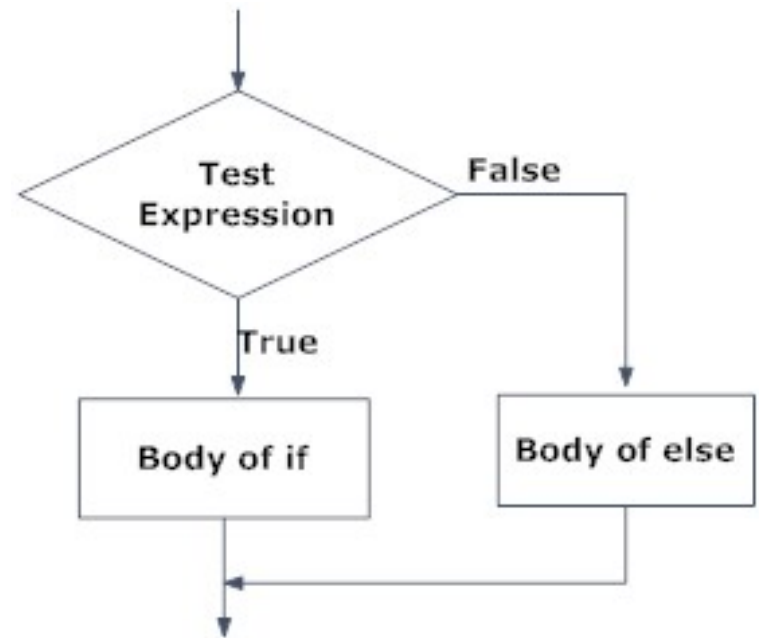 Test
Expression
False
True
Body of if
Body of else